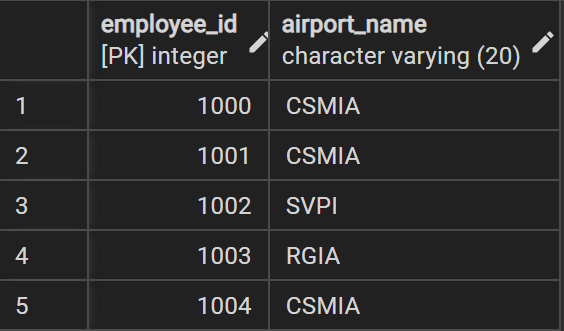 employee_id airport_name
[PK] integer character varying (20)
1 1000 CSMIA
2 1001 CSMIA
3 1002 SVPI
4 1003 RGIA
5 1004 CSMIA